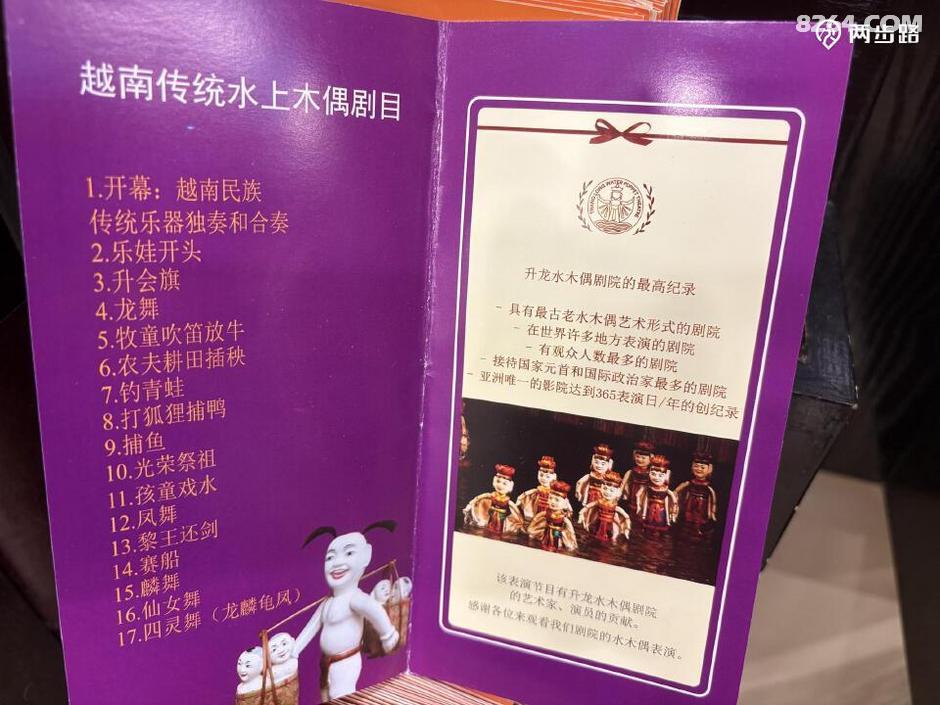 8264.COM
两步路
越南传统水上木偶剧目
1.开幕：越南民族
传统乐器独奏和合奏
2.乐娃开头
3.升会旗
4.龙舞
5.牧童吹笛放牛
6.农夫耕田插秧
7.钓青蛙
8.打狐狸捕鸭
9.捕鱼
10.光荣祭祖
11.孩童戏水
12.凤舞
13.黎王还剑
14.赛船
15.麟舞
16.仙女舞
17.四灵舞（龙麟龟凤）
THANG LONG WATER PUPPET THEATRE
升龙水木偶剧院的最高纪录
- 具有最古老水木偶艺术形式的剧院
- 在世界许多地方表演的剧院
- 有观众人数最多的剧院
- 接待国家元首和国际政治家最多的剧院
- 亚洲唯一的影院达到365表演日/年的创纪录
该表演节目有升龙水木偶剧院
的艺术家、演员的贡献。
感谢各位来观看我们剧院的水木偶表演。